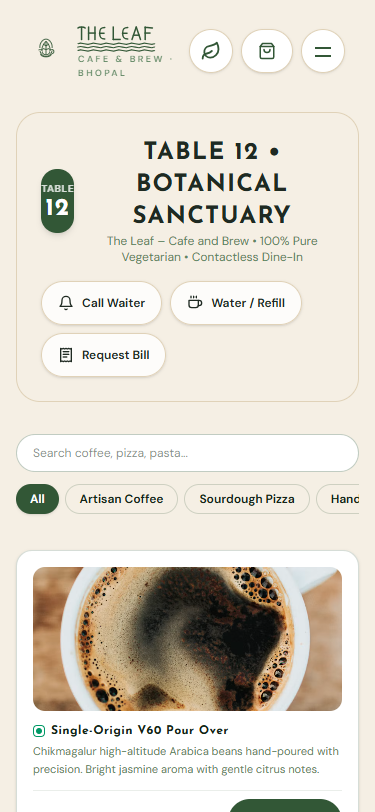 THE LEAF
CAFE & BREW ·
BHOPAL
TABLE
12
TABLE 12 •
BOTANICAL
SANCTUARY
The Leaf – Cafe and Brew • 100% Pure
Vegetarian • Contactless Dine-In
Call Waiter
Water / Refill
Request Bill
Search coffee, pizza, pasta...
All
Artisan Coffee
Sourdough Pizza
Hand
Single-Origin V60 Pour Over
Chikmagalur high-altitude Arabica beans hand-poured with
precision. Bright jasmine aroma with gentle citrus notes.